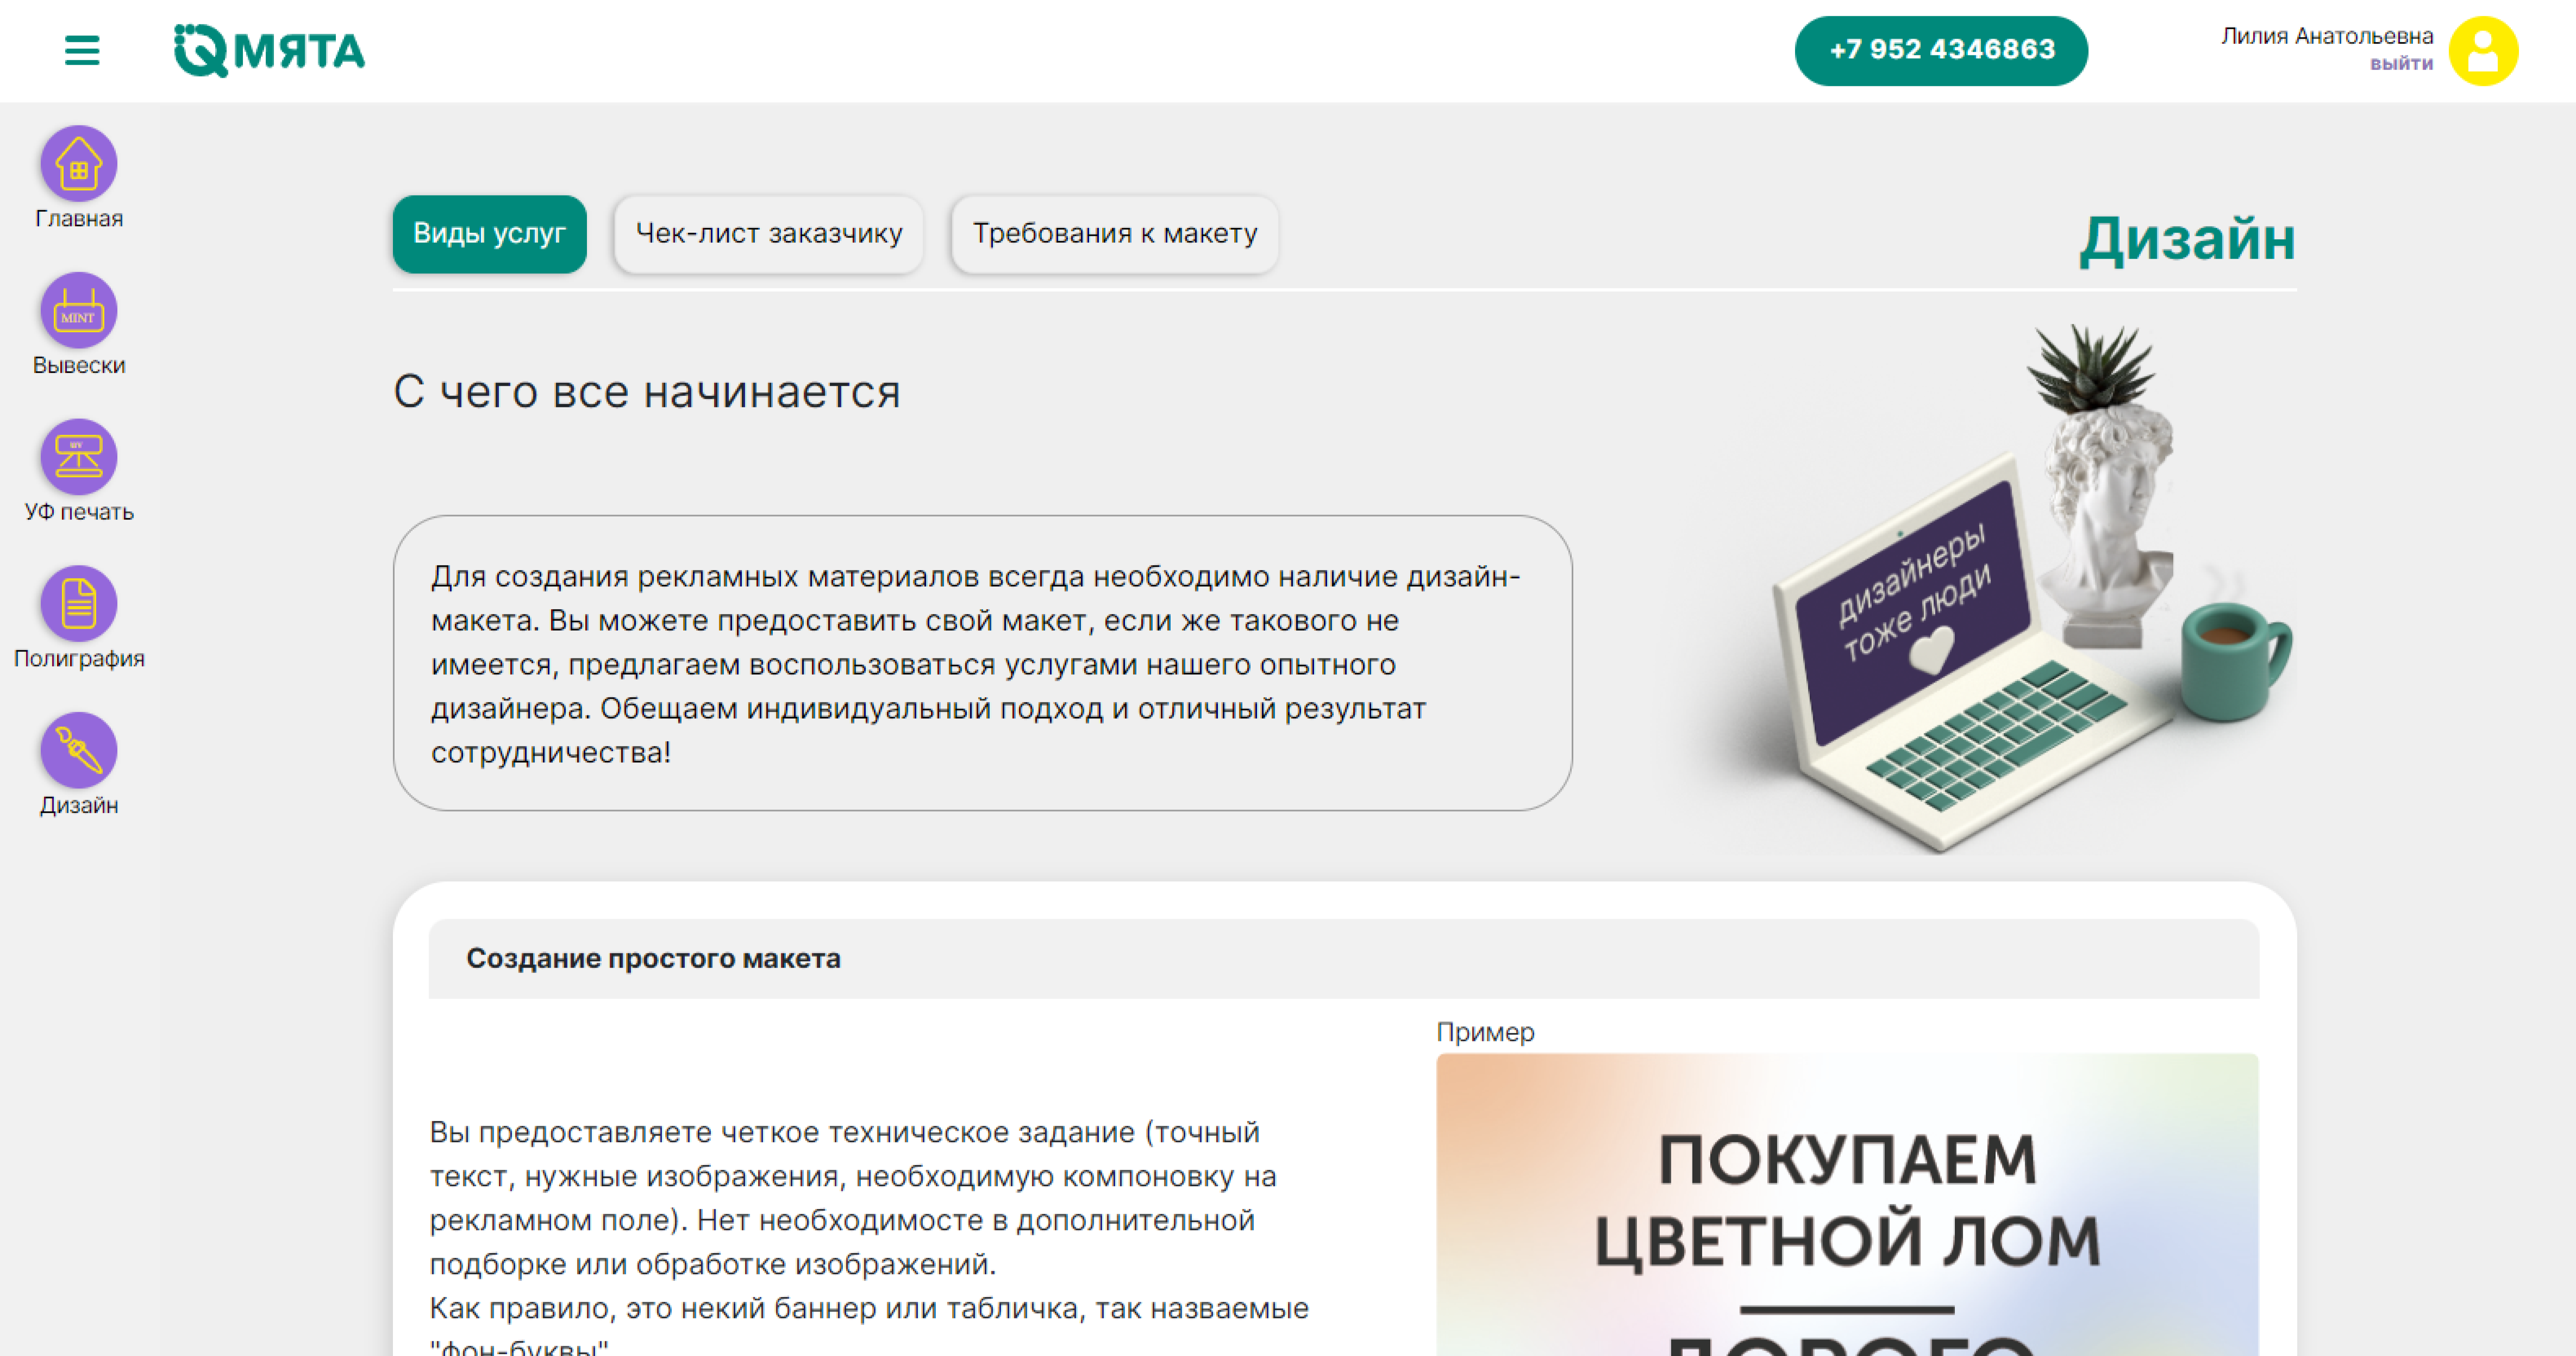 МЯТА
+7 952 4346863
Лилия Анатольевна
выйти
Главная
MINT
Вывески
УФ печать
Полиграфия
Дизайн
Виды услуг
Чек-лист заказчику
Требования к макету
Дизайн
С чего все начинается
Для создания рекламных материалов всегда необходимо наличие дизайн-
макета. Вы можете предоставить свой макет, если же такового не
имеется, предлагаем воспользоваться услугами нашего опытного
дизайнера. Обещаем индивидуальный подход и отличный результат
сотрудничества!
дизайнеры
тоже люди
Создание простого макета
Вы предоставляете четкое техническое задание (точный
текст, нужные изображения, необходимую компоновку на
рекламном поле). Нет необходимосте в дополнительной
подборке или обработке изображений.
Как правило, это некий баннер или табличка, так назваемые
"фон-буквы"
Пример
ПОКУПАЕМ
ЦВЕТНОЙ ЛОМ
ДОРОГО